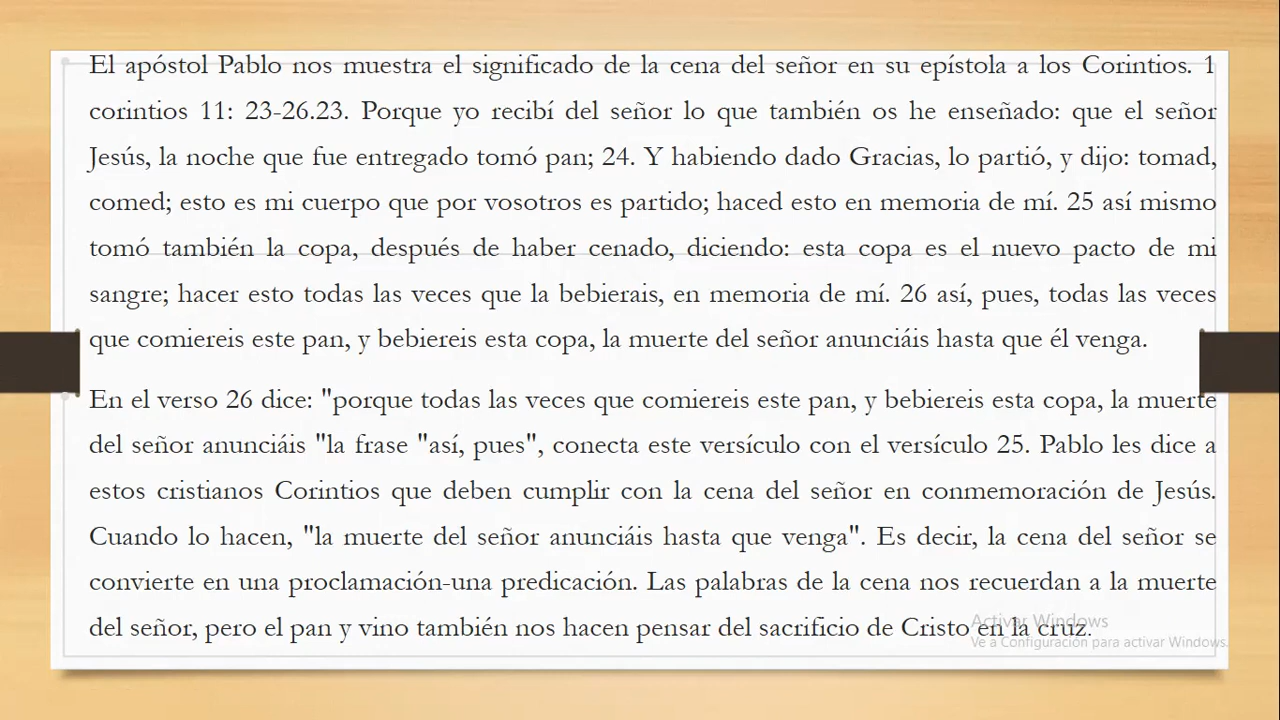 El apóstol Pablo nos muestra el significado de la cena del señor en su epístola a los Corintios. 1
corintios 11: 23-26.23. Porque yo recibí del señor lo que también os he enseñado: que el señor
Jesús, la noche que fue entregado tomó pan; 24. Y habiendo dado Gracias, lo partió, y dijo: tomad,
comed; esto es mi cuerpo que por vosotros es partido; haced esto en memoria de mí. 25 así mismo
tomó también la copa, después de haber cenado, diciendo: esta copa es el nuevo pacto de mi
sangre; hacer esto todas las veces que la bebierais, en memoria de mí. 26 así, pues, todas las veces
que comiereis este pan, y bebiereis esta copa, la muerte del señor anunciáis hasta que él venga.
En el verso 26 dice: "porque todas las veces que comiereis este pan, y bebiereis esta copa, la muerte
del señor anunciáis "la frase "así, pues", conecta este versículo con el versículo 25. Pablo les dice a
estos cristianos Corintios que deben cumplir con la cena del señor en conmemoración de Jesús.
Cuando lo hacen, "la muerte del señor anunciáis hasta que venga". Es decir, la cena del señor se
convierte en una proclamación-una predicación. Las palabras de la cena nos recuerdan a la muerte
del señor, pero el pan y vino también nos hacen pensar del sacrificio de Cristo en la cruz.
Activar Windows
Ve a Configuración para activar Windows.